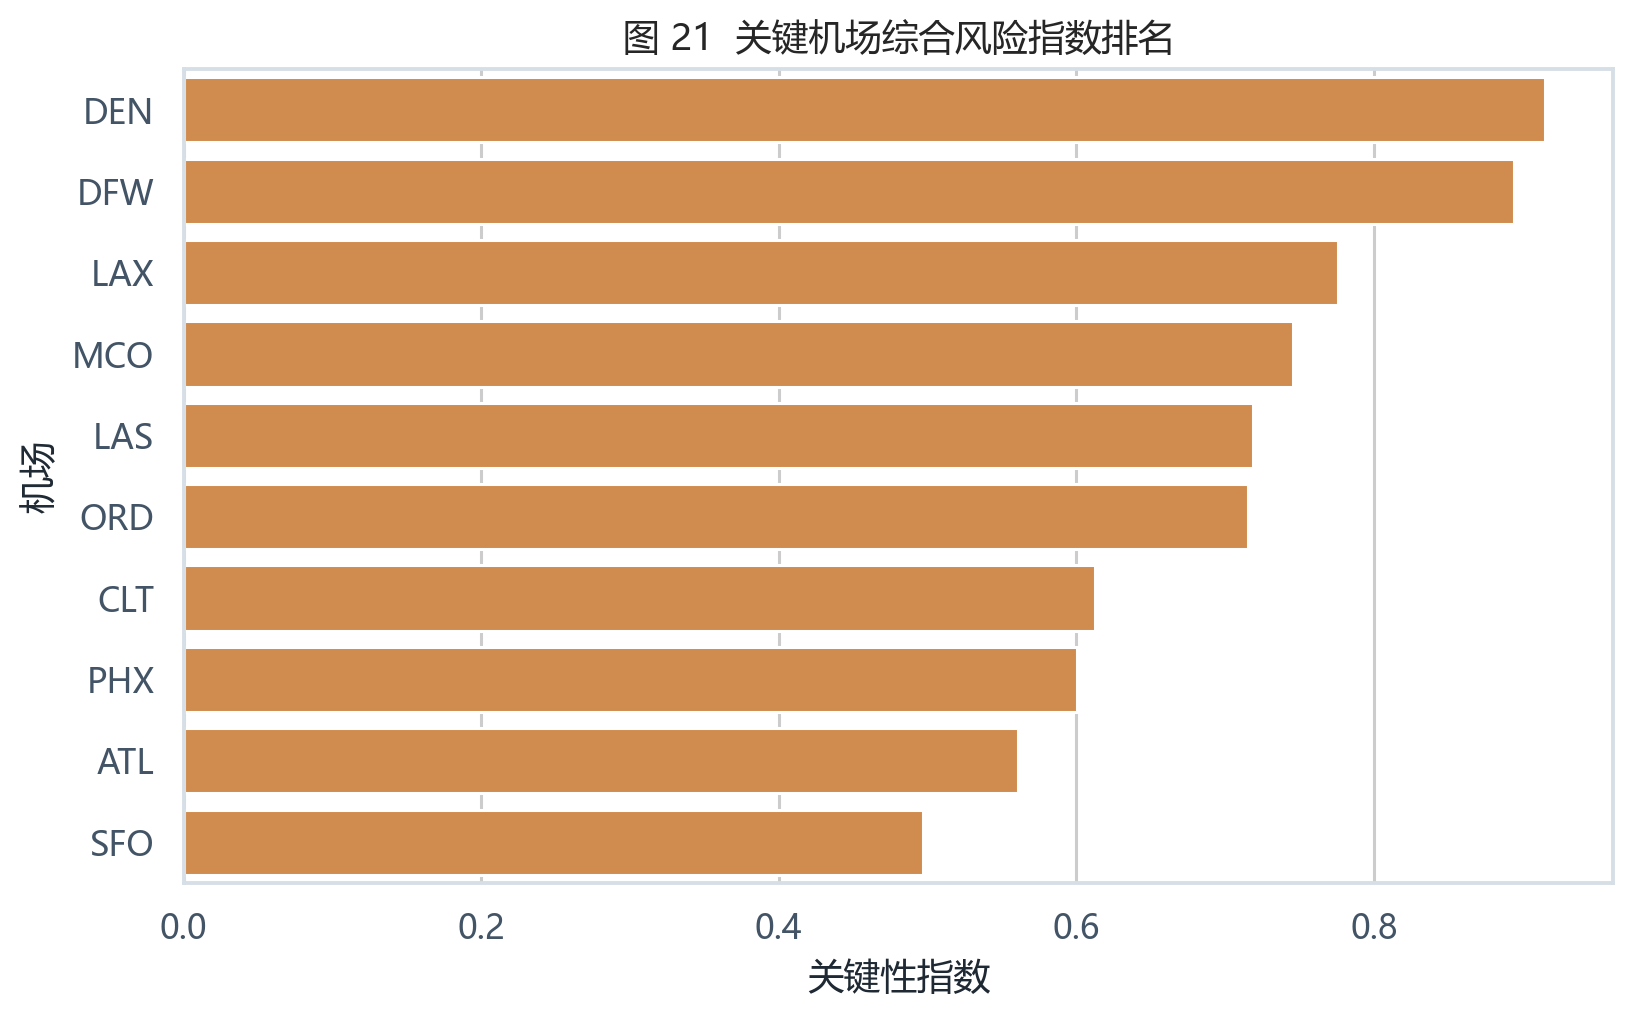 图 21 关键机场综合风险指数排名
DEN
DFW
LAX
MCO
LAS
ORD
CLT
PHX
ATL
SFO
机场
0.0 0.2 0.4 0.6 0.8
关键性指数